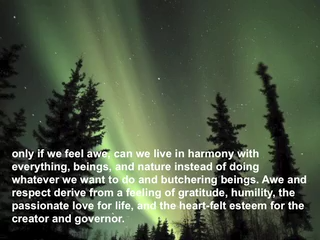 only if we feel awe, can we live in harmony with
everything, beings, and nature instead of doing
whatever we want to do and butchering beings. Awe and
respect derive from a feeling of gratitude, humility, the
passionate love for life, and the heart-felt esteem for the
creator and governor.